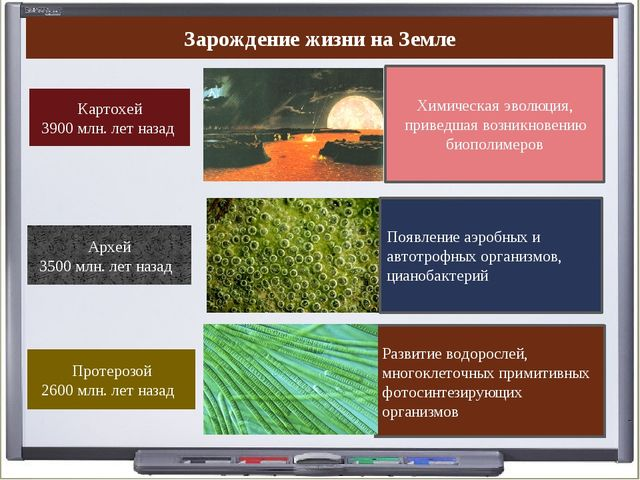 Зарождение жизни на Земле
Картохей
3900 млн. лет назад
Химическая эволюция,
приведшая возникновению
биополимеров
Архей
3500 млн. лет назад
Появление аэробных и
автотрофных организмов,
цианобактерий
Протерозой
2600 млн. лет назад
Развитие водорослей,
многоклеточных примитивных
фотосинтезирующих
организмов